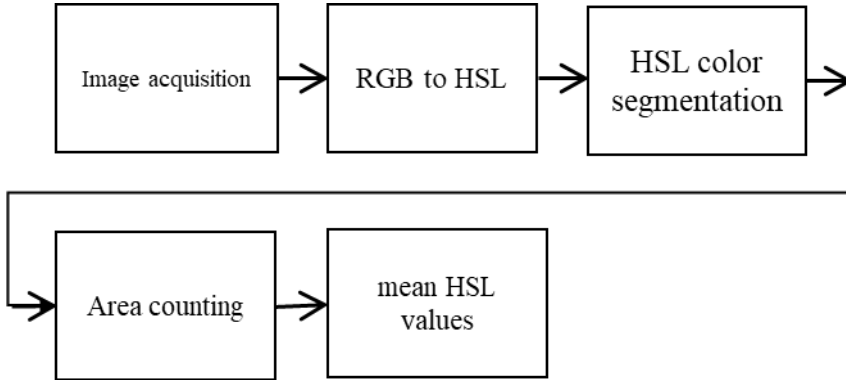 Image acquisition
RGB to HSL
HSL color
segmentation
Area counting
mean HSL
values